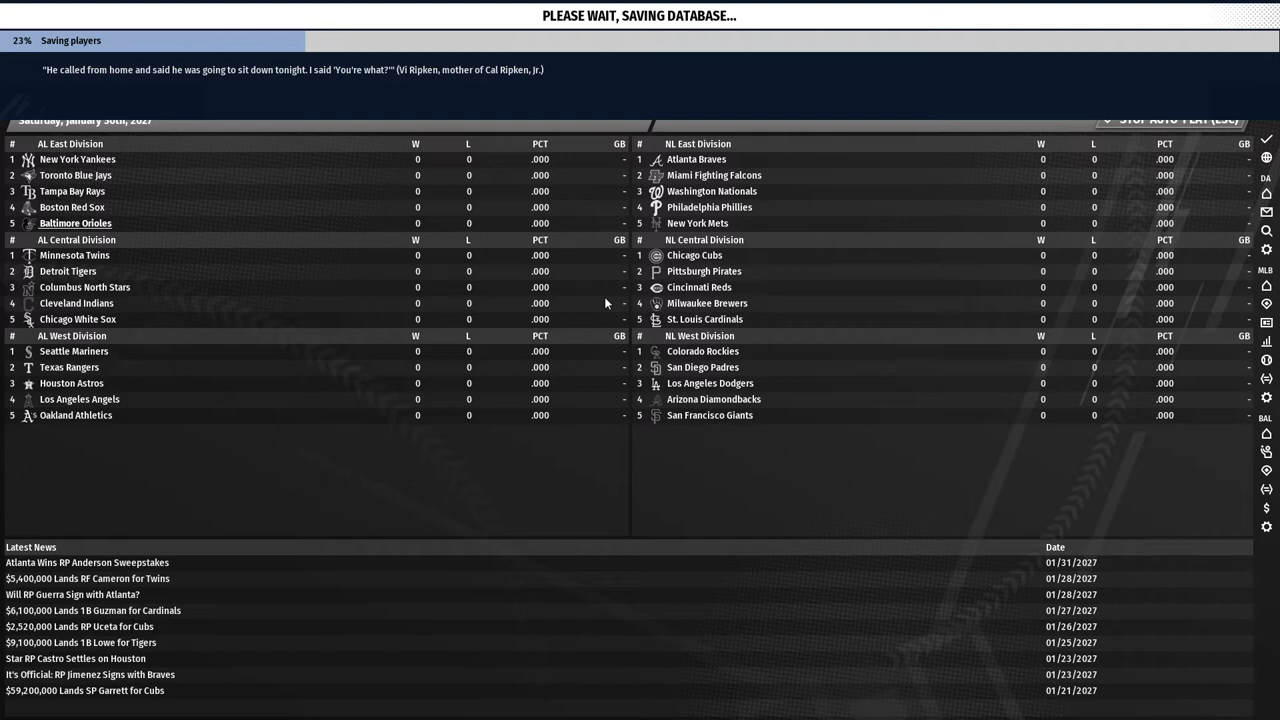 PLEASE WAIT, SAVING DATABASE...
23% Saving players
"He called from home and said he was going to sit down tonight. I said 'You're what?'" (Vi Ripken, mother of Cal Ripken, Jr.)
Saturday, January 30th, 2027
STOP AUTO-PLAY (ESC)
# AL East Division W L PCT GB
1 New York Yankees 0 0 .000 -
2 Toronto Blue Jays 0 0 .000 -
3 Tampa Bay Rays 0 0 .000 -
4 Boston Red Sox 0 0 .000 -
5 Baltimore Orioles 0 0 .000 -
# AL Central Division W L PCT GB
1 Minnesota Twins 0 0 .000 -
2 Detroit Tigers 0 0 .000 -
3 Columbus North Stars 0 0 .000 -
4 Cleveland Indians 0 0 .000 -
5 Chicago White Sox 0 0 .000 -
# AL West Division W L PCT GB
1 Seattle Mariners 0 0 .000 -
2 Texas Rangers 0 0 .000 -
3 Houston Astros 0 0 .000 -
4 Los Angeles Angels 0 0 .000 -
5 Oakland Athletics 0 0 .000 -
# NL East Division W L PCT GB
1 Atlanta Braves 0 0 .000 -
2 Miami Fighting Falcons 0 0 .000 -
3 Washington Nationals 0 0 .000 -
4 Philadelphia Phillies 0 0 .000 -
5 New York Mets 0 0 .000 -
# NL Central Division W L PCT GB
1 Chicago Cubs 0 0 .000 -
2 Pittsburgh Pirates 0 0 .000 -
3 Cincinnati Reds 0 0 .000 -
4 Milwaukee Brewers 0 0 .000 -
5 St. Louis Cardinals 0 0 .000 -
# NL West Division W L PCT GB
1 Colorado Rockies 0 0 .000 -
2 San Diego Padres 0 0 .000 -
3 Los Angeles Dodgers 0 0 .000 -
4 Arizona Diamondbacks 0 0 .000 -
5 San Francisco Giants 0 0 .000 -
DA
MLB
BAL
Latest News Date
Atlanta Wins RP Anderson Sweepstakes 01/31/2027
$5,400,000 Lands RF Cameron for Twins 01/28/2027
Will RP Guerra Sign with Atlanta? 01/28/2027
$6,100,000 Lands 1B Guzman for Cardinals 01/27/2027
$2,520,000 Lands RP Uceta for Cubs 01/26/2027
$9,100,000 Lands 1B Lowe for Tigers 01/25/2027
Star RP Castro Settles on Houston 01/23/2027
It's Official: RP Jimenez Signs with Braves 01/23/2027
$59,200,000 Lands SP Garrett for Cubs 01/21/2027